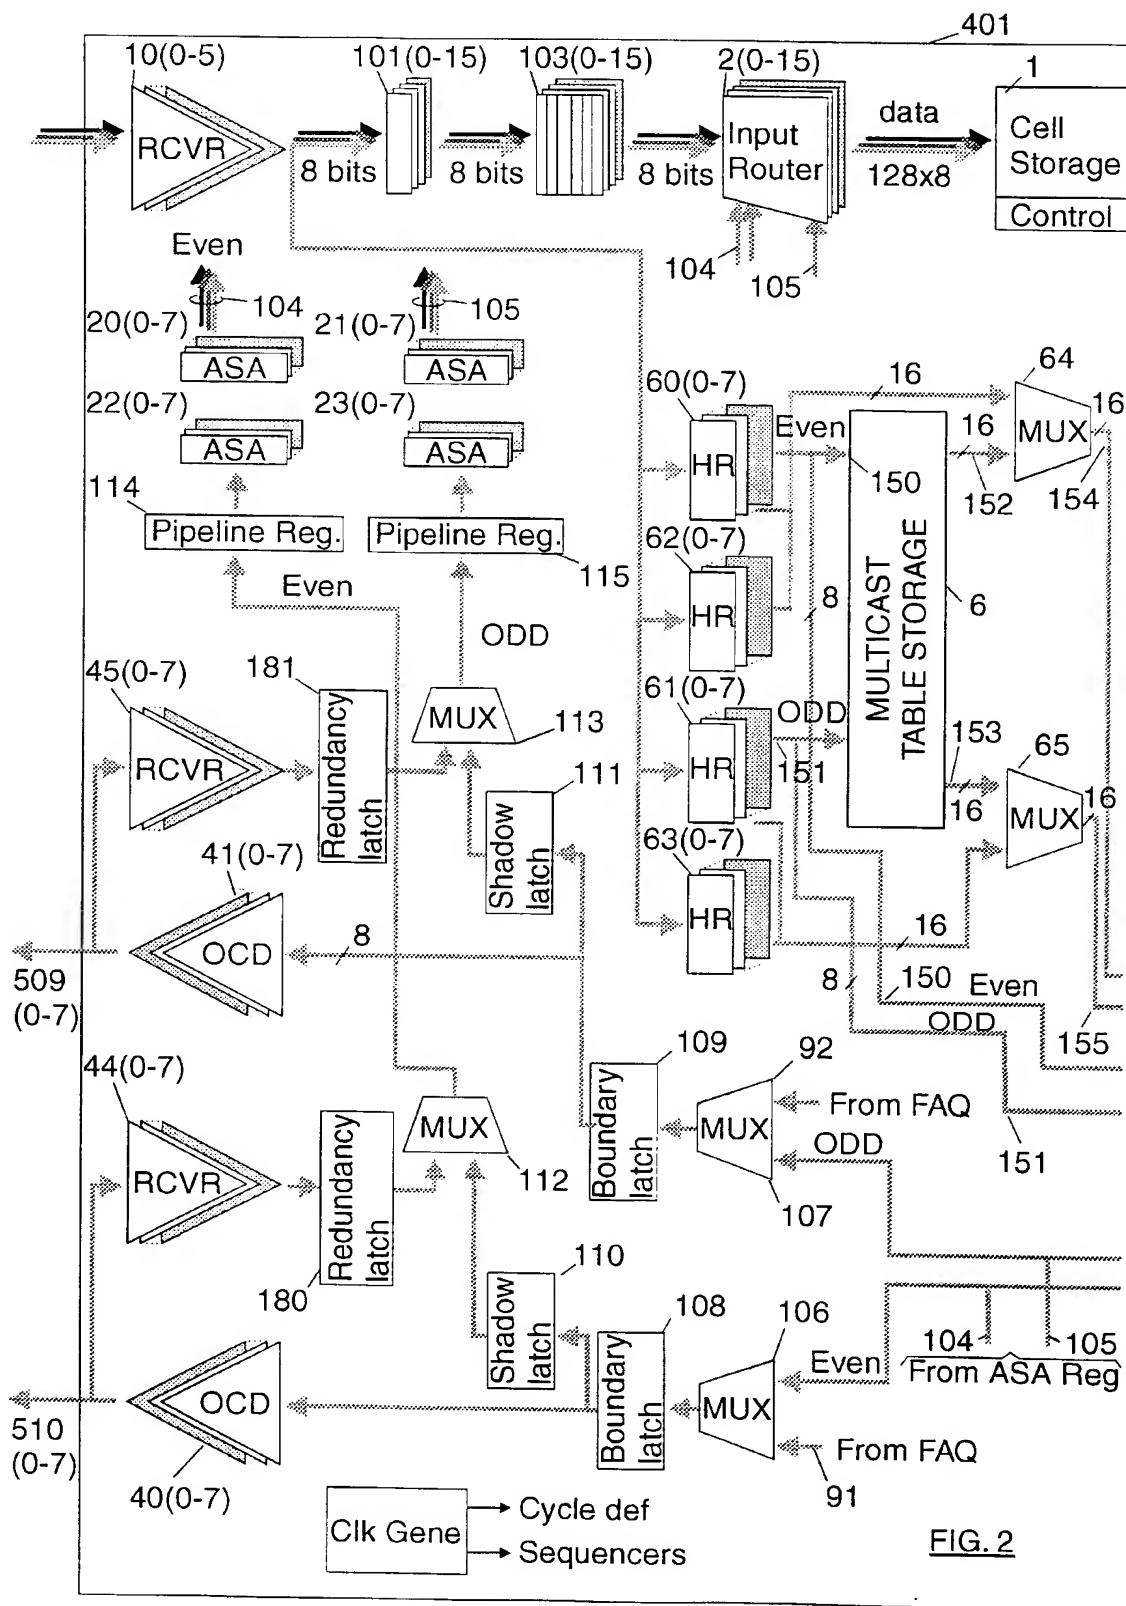 401
10(0-5)
101(0-15)
103(0-15)
2(0-15)
1
RCVR
8 bits
8 bits
8 bits
Input
Router
data
128x8
Cell
Storage
Control
104
105
Even
104
105
20(0-7)
ASA
21(0-7)
ASA
22(0-7)
ASA
23(0-7)
ASA
114
Pipeline Reg.
Pipeline Reg.
115
Even
ODD
60(0-7)
HR
Even
16
64
MUX
16
150
16
152
154
62(0-7)
HR
8
MULTICAST
TABLE STORAGE
6
61(0-7)
HR
ODD
151
153
16
65
MUX
16
63(0-7)
HR
16
8
150
Even
ODD
155
45(0-7)
RCVR
181
Redundancy
latch
MUX
113
111
Shadow
latch
41(0-7)
OCD
8
509
(0-7)
44(0-7)
RCVR
Redundancy
latch
180
MUX
112
109
Boundary
latch
92
MUX
From FAQ
ODD
107
151
110
Shadow
latch
108
Boundary
latch
106
MUX
Even
104
105
From ASA Reg
From FAQ
91
OCD
510
(0-7)
40(0-7)
Clk Gene
Cycle def
Sequencers
FIG. 2